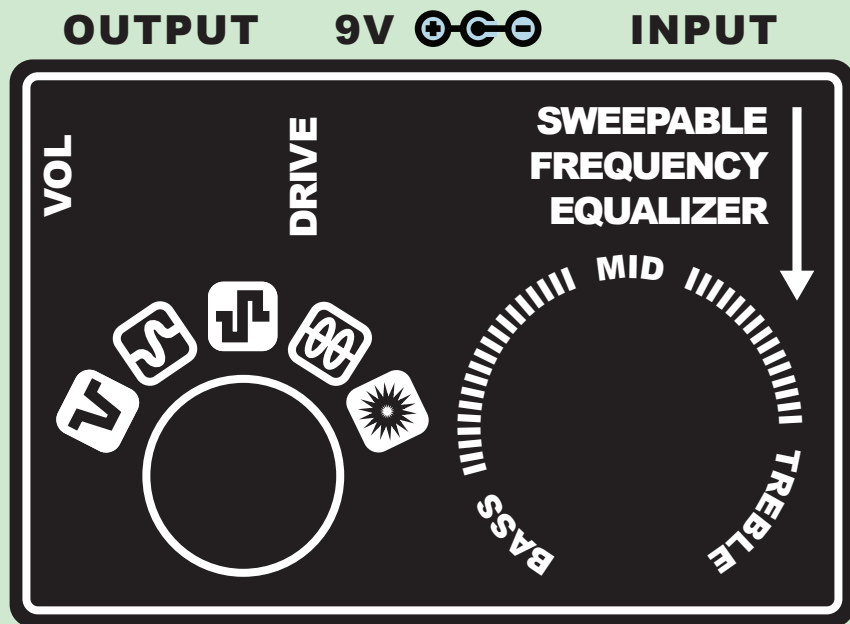 OUTPUT 9V INPUT
VOL
DRIVE
SWEEPABLE
FREQUENCY
EQUALIZER
MID
BASS
TREBLE